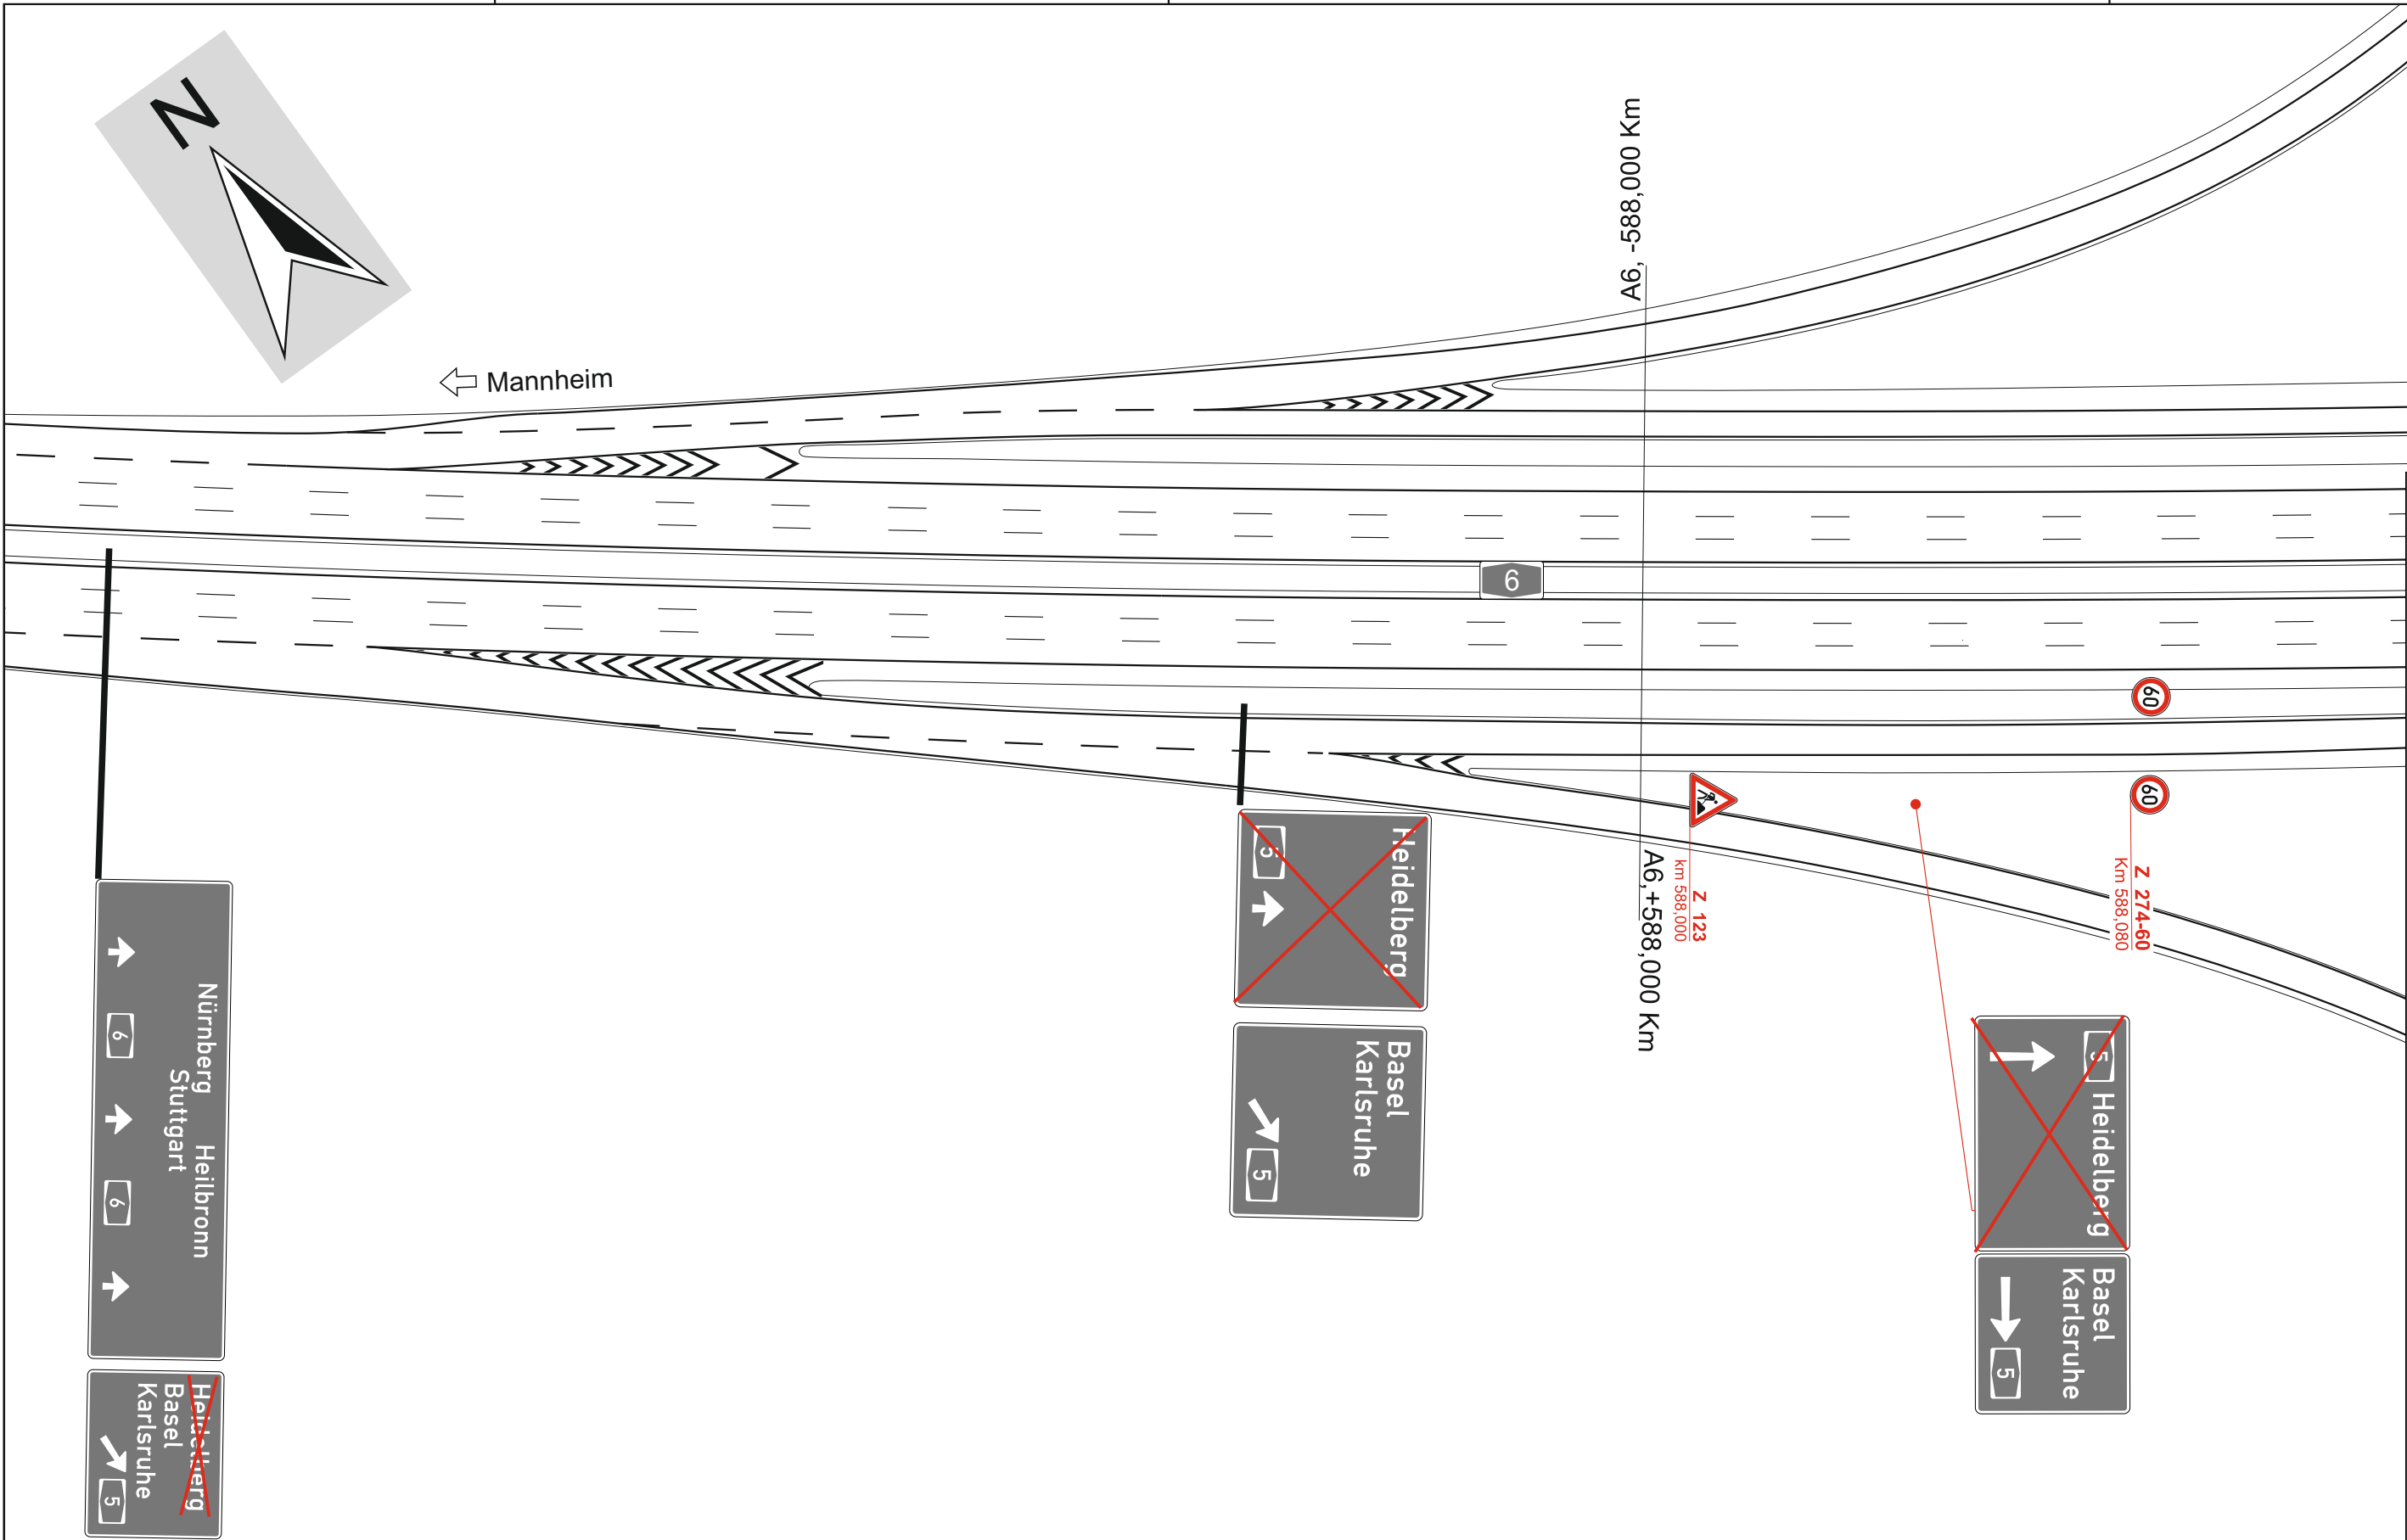 N
Mannheim
A6, -588,000 Km
6
60
60
Z 274-60
Km 588,080
Z 123
km 588,000
A6,+588,000 Km
Heidelberg
5
Basel
Karlsruhe
5
5 Heidelberg
Basel
Karlsruhe
5
Nürnberg Heilbronn
Stuttgart
6 6
Heidelberg
Basel
Karlsruhe
5